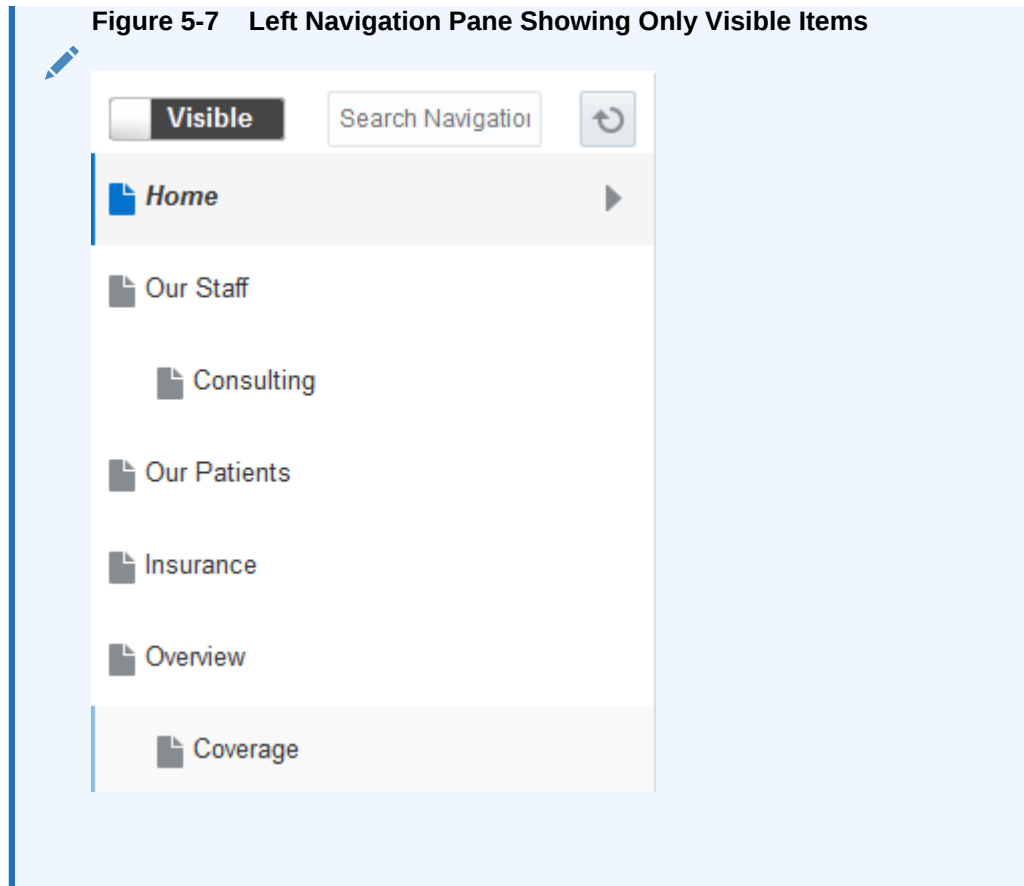 Figure 5-7 Left Navigation Pane Showing Only Visible Items
Visible Search Navigatio
Home
Our Staff
Consulting
Our Patients
Insurance
Overview
Coverage